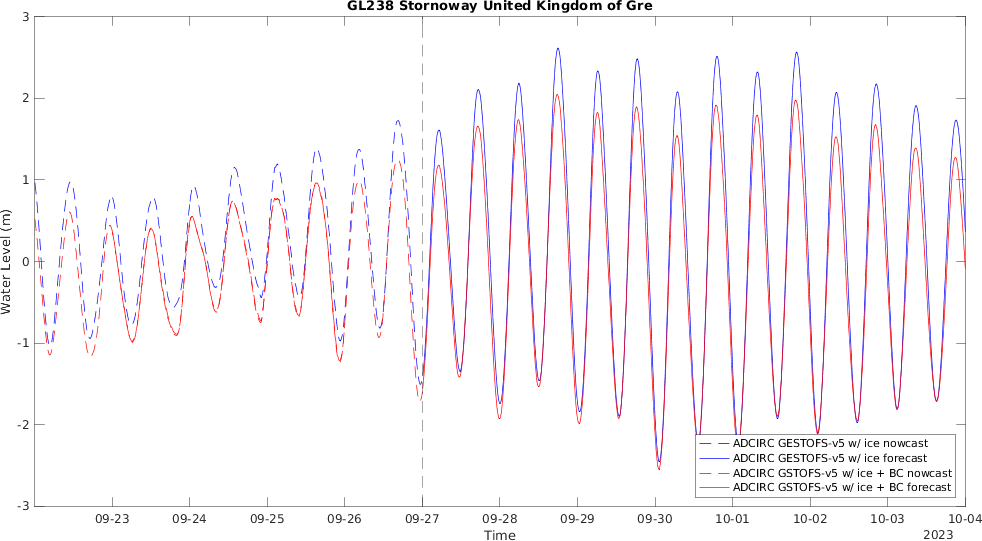 GL238 Stornoway United Kingdom of Gre
3
2
1
0
-1
-2
-3
Water Level (m)
ADCIRC GESTOFS-v5 w/ ice nowcast
ADCIRC GESTOFS-v5 w/ ice forecast
ADCIRC GSTOFS-v5 w/ ice + BC nowcast
ADCIRC GSTOFS-v5 w/ ice + BC forecast
09-23 09-24 09-25 09-26 09-27 09-28 09-29 09-30 10-01 10-02 10-03 10-04
Time
2023